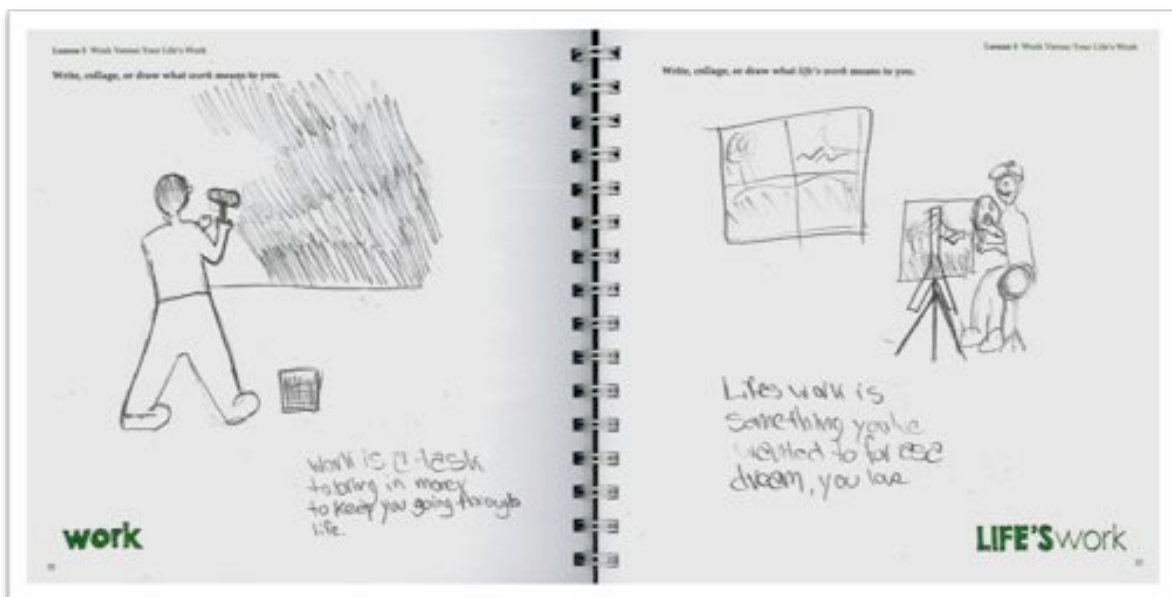 Lesson 5 Work Versus Your Life's Work
Write, collage, or draw what work means to you.
work is a task
to bring in money
to keep you going through
life.
work
Lesson 5 Work Versus Your Life's Work
Write, collage, or draw what life's work means to you.
Lifes work is
something you've
wanted to for
dream, you love
LIFE'S work